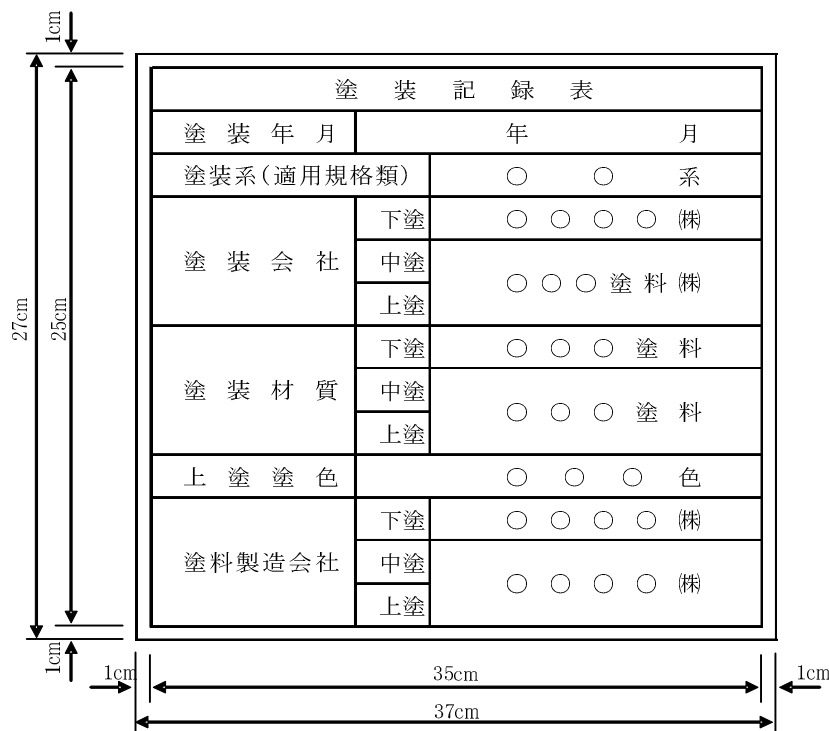 1cm
塗装記録表
塗装年月 年 月
塗装系(適用規格類) ○ ○ 系
塗装会社 下塗 ○○○○㈱
中塗 ○○○塗料㈱
上塗
塗装材質 下塗 ○○○塗料
中塗 ○○○塗料
上塗
上塗塗色 ○○○色
塗料製造会社 下塗 ○○○○㈱
中塗 ○○○○㈱
上塗
27cm
25cm
1cm
1cm
35cm
1cm
37cm